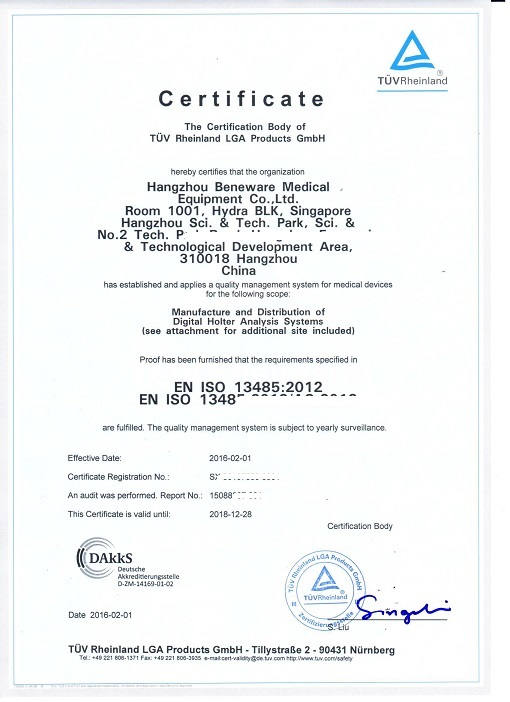 TÜVRheinland®
Certificate
The Certification Body of
TÜV Rheinland LGA Products GmbH
hereby certifies that the organization
Hangzhou Beneware Medical
Equipment Co.,Ltd.
Room 1001, Hydra BLK, Singapore
Hangzhou Sci. & Tech. Park, Sci. &
No.2 Tech.
& Technological Development Area,
310018 Hangzhou
China
has established and applies a quality management system for medical devices
for the following scope:
Manufacture and Distribution of
Digital Holter Analysis Systems
(see attachment for additional site included)
Proof has been furnished that the requirements specified in
EN ISO 13485:2012
EN ISO
are fulfilled. The quality management system is subject to yearly surveillance.
Effective Date: 2016-02-01
Certificate Registration No.:
An audit was performed. Report No.:
This Certificate is valid until: 2018-12-28
Certification Body
DAkkS
Deutsche
Akkreditierungsstelle
D-ZM-14169-01-02
TÜV Rheinland LGA Products GmbH
TÜVRheinland
Zertifizierungsstelle
Date 2016-02-01
S. Liu
TÜV Rheinland LGA Products GmbH - Tillystraße 2 - 90431 Nürnberg
Tel.: +49 221 806-1371 Fax: +49 221 806-3935 e-mail:cert-validity@de.tuv.com http://www.tuv.com/safety